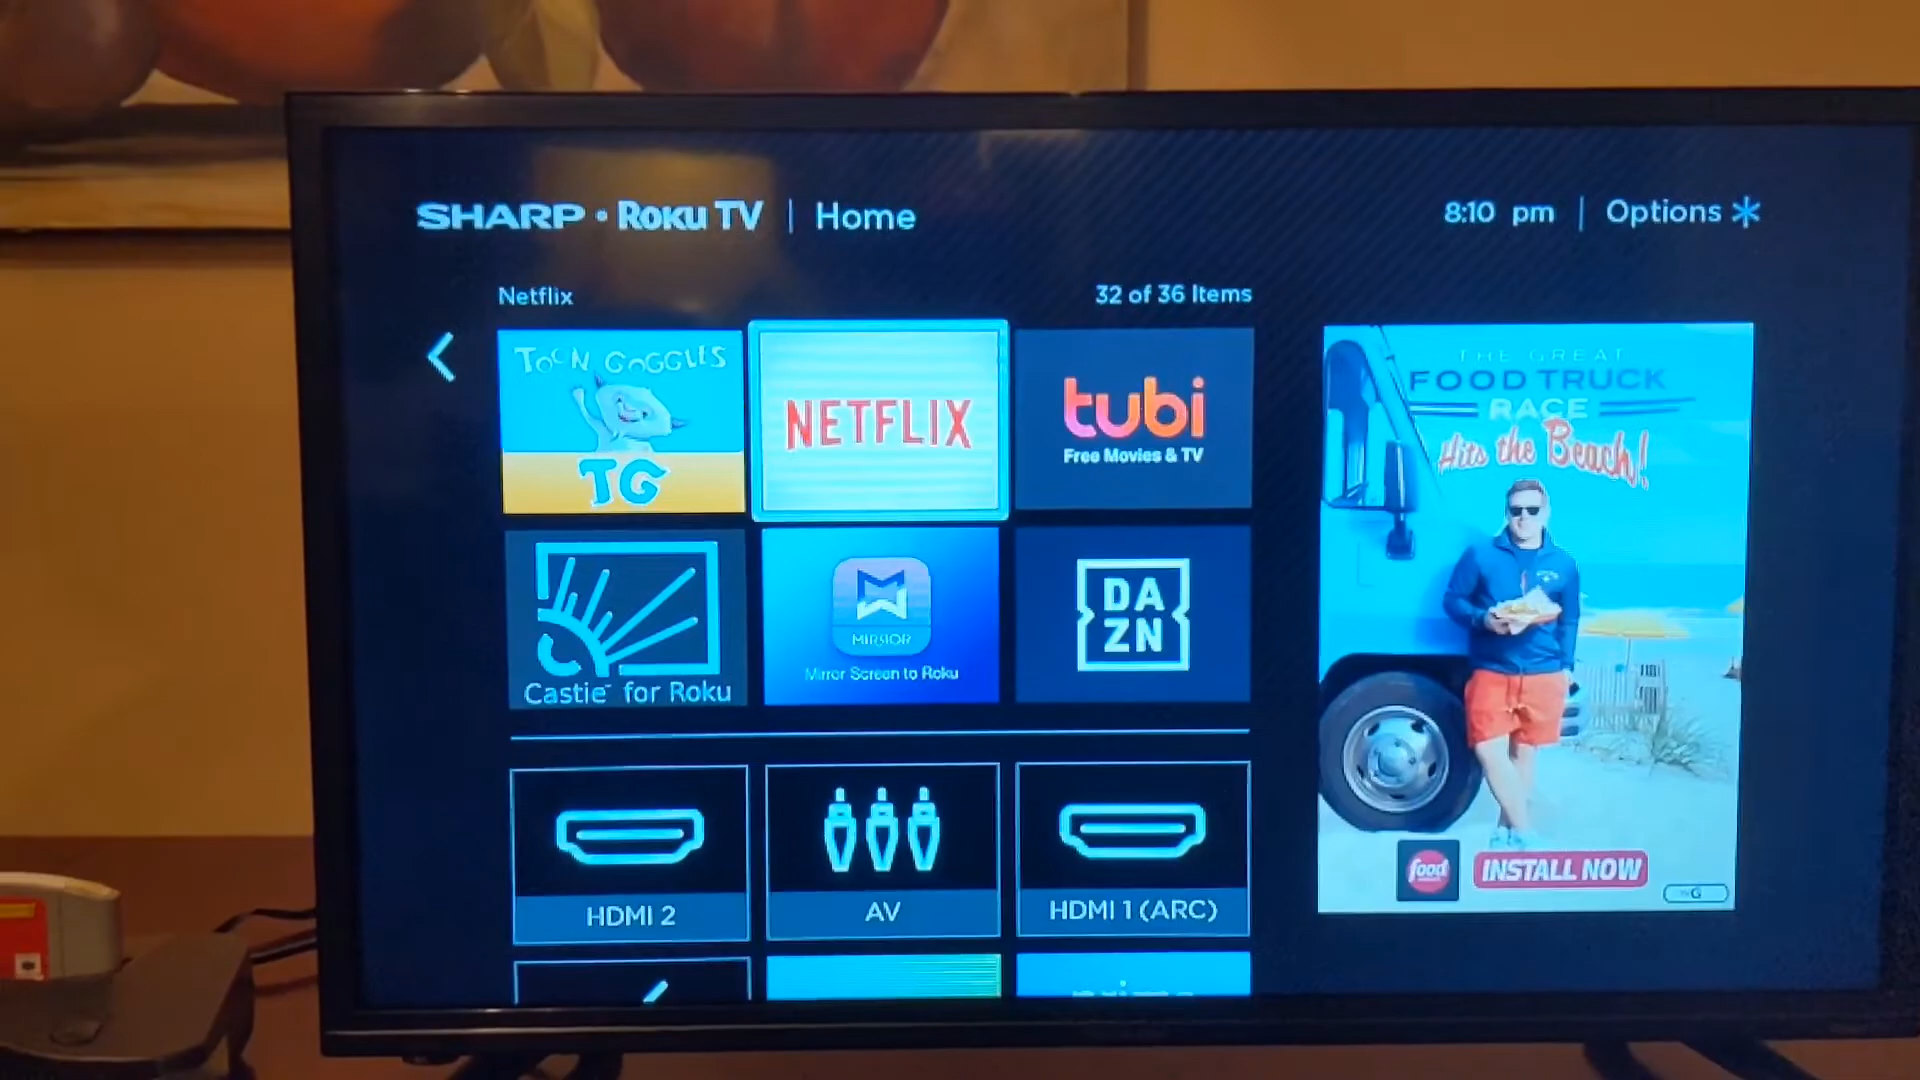 SHARP • ROKU TV | Home
8:10 pm | Options
Netflix
32 of 36 Items
TOON GOGGLES
TG
NETFLIX
tubi
Free Movies & TV
Castie™ for Roku
MIRROR
Mirror Screen to Roku
DA
ZN
HDMI 2
AV
HDMI 1 (ARC)
THE GREAT
FOOD TRUCK
RACE
Hits the Beach!
food
INSTALL NOW